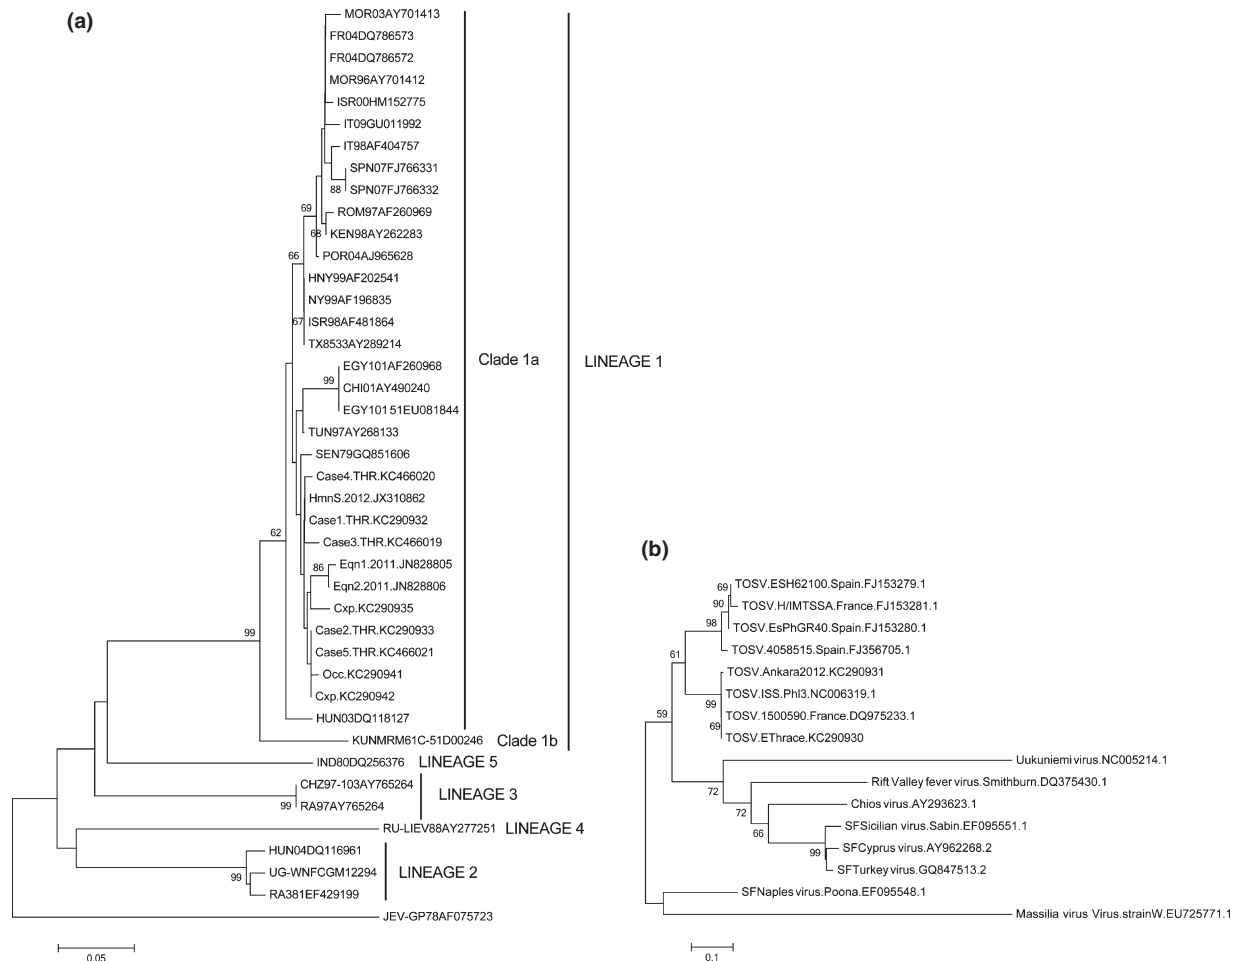 (a)
MOR03AY701413
FR04DQ786573
FR04DQ786572
MOR96AY701412
ISR00HM152775
IT09GU011992
IT98AF404757
SPN07FJ766331
88
SPN07FJ766332
69
ROM97AF260969
68
KEN98AY262283
POR04AJ965628
66
HNY99AF202541
NY99AF196835
67
ISR98AF481864
TX8533AY289214
EGY101AF260968
99
CHI01AY490240
EGY101 51EU081844
TUN97AY268133
SEN79GQ851606
Case4.THR.KC466020
HmnS.2012.JX310862
Case1.THR.KC290932
62
Case3.THR.KC466019
Eqn1.2011.JN828805
86
Eqn2.2011.JN828806
Cxp.KC290935
99
Case2.THR.KC290933
Case5.THR.KC466021
Occ.KC290941
Cxp.KC290942
HUN03DQ118127
KUNMRM61C-51D00246
Clade 1a
Clade 1b
LINEAGE 1
IND80DQ256376
LINEAGE 5
CHZ97-103AY765264
99
RA97AY765264
LINEAGE 3
RU-LIEV88AY277251
LINEAGE 4
HUN04DQ116961
99
UG-WNFCGM12294
RA381EF429199
LINEAGE 2
JEV-GP78AF075723
0.05
(b)
69
TOSV.ESH62100.Spain.FJ153279.1
90
TOSV.H/IMTSSA.France.FJ153281.1
98
TOSV.EsPhGR40.Spain.FJ153280.1
TOSV.4058515.Spain.FJ356705.1
61
TOSV.Ankara2012.KC290931
TOSV.ISS.Phl3.NC006319.1
99
TOSV.1500590.France.DQ975233.1
69
TOSV.EThrace.KC290930
59
Uukuniemi virus.NC005214.1
72
Rift Valley fever virus.Smithburn.DQ375430.1
72
Chios virus.AY293623.1
66
SFSicilian virus.Sabin.EF095551.1
99
SFCyprus virus.AY962268.2
SFTurkey virus.GQ847513.2
SFNaples virus.Poona.EF095548.1
Massilia virus Virus.strainW.EU725771.1
0.1